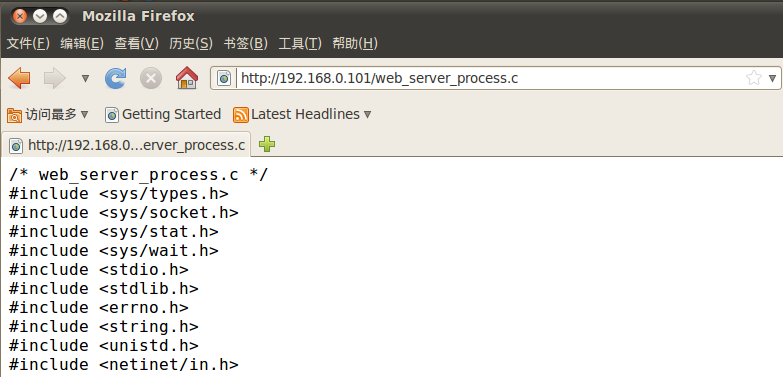 Mozilla Firefox
文件(F) 编辑(E) 查看(V) 历史(S) 书签(B) 工具(T) 帮助(H)
http://192.168.0.101/web_server_process.c
访问最多 Getting Started Latest Headlines
http://192.168.0...erver_process.c
/* web_server_process.c */
#include <sys/types.h>
#include <sys/socket.h>
#include <sys/stat.h>
#include <sys/wait.h>
#include <stdio.h>
#include <stdlib.h>
#include <errno.h>
#include <string.h>
#include <unistd.h>
#include <netinet/in.h>